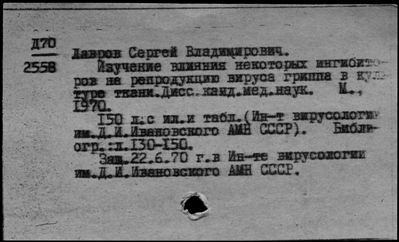 Д70
2558
Лавров Сергей Владимирович.
Изучение влияния некоторых ингибито-
ров на репродукцию вируса гриппа в куль-
туре ткани.Дисс.канд.мед.наук. М.,
1970.
150 л.с ил.и табл.(Ин-т вирусологии
им.Д.И.Ивановского АМН СССР). Библи-
огр.:л.130-150.
Защ.22.6.70 г.в Ин-те вирусологии
им.Д.И.Ивановского АМН СССР.